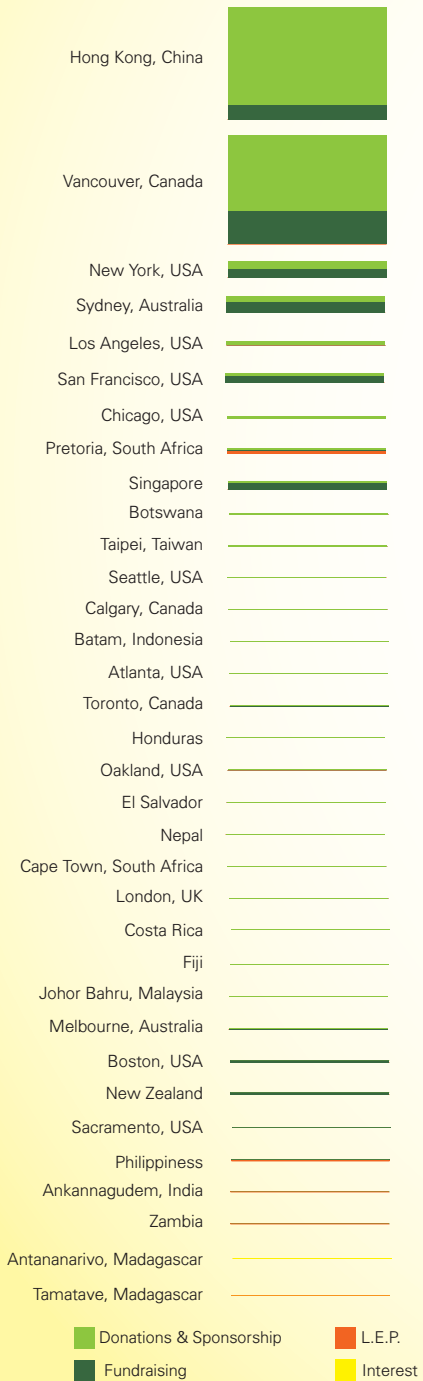 Hong Kong, China
Vancouver, Canada
New York, USA
Sydney, Australia
Los Angeles, USA
San Francisco, USA
Chicago, USA
Pretoria, South Africa
Singapore
Botswana
Taipei, Taiwan
Seattle, USA
Calgary, Canada
Batam, Indonesia
Atlanta, USA
Toronto, Canada
Honduras
Oakland, USA
El Salvador
Nepal
Cape Town, South Africa
London, UK
Costa Rica
Fiji
Johor Bahru, Malaysia
Melbourne, Australia
Boston, USA
New Zealand
Sacramento, USA
Philippiness
Ankannagudem, India
Zambia
Antananarivo, Madagascar
Tamatave, Madagascar
Donations & Sponsorship L.E.P.
Fundraising Interest